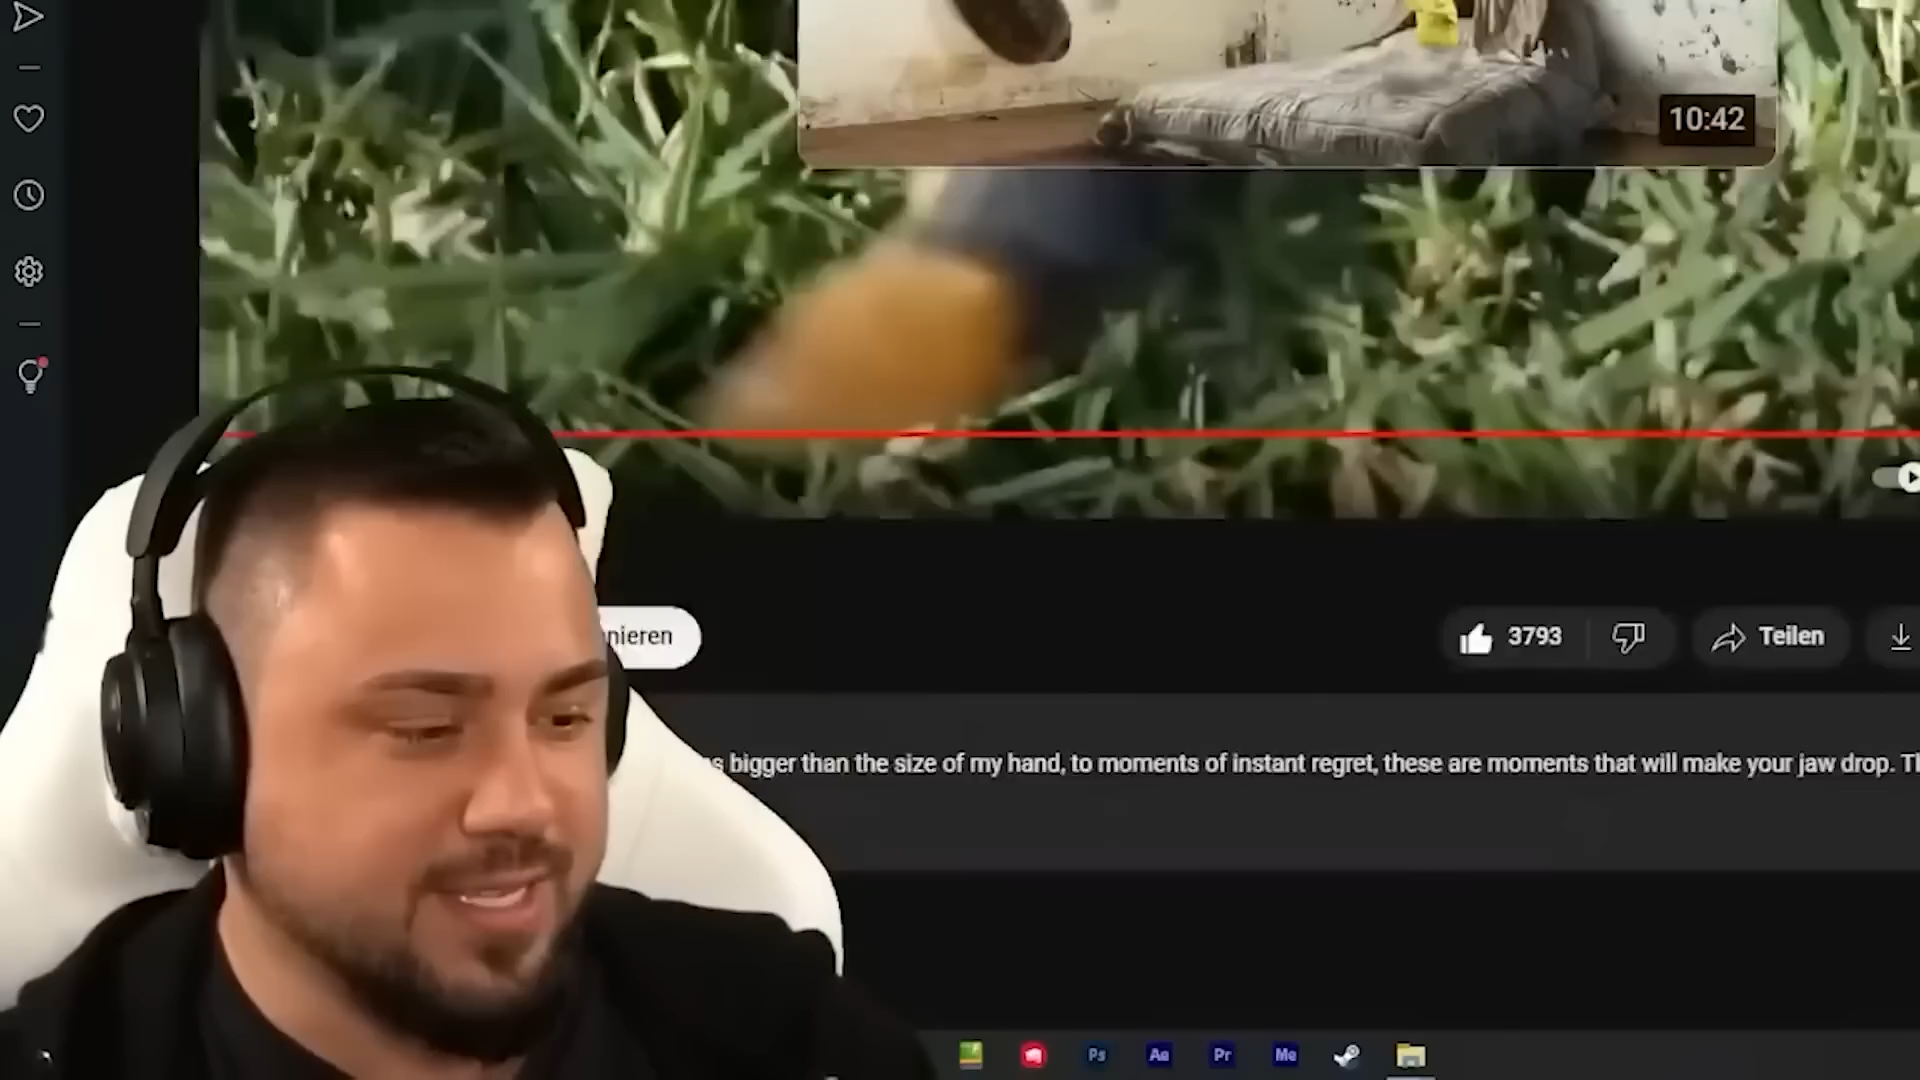 10:42
nieren
3793
Teilen
s bigger than the size of my hand, to moments of instant regret, these are moments that will make your jaw drop.
Ps
Ae
Pr
Me